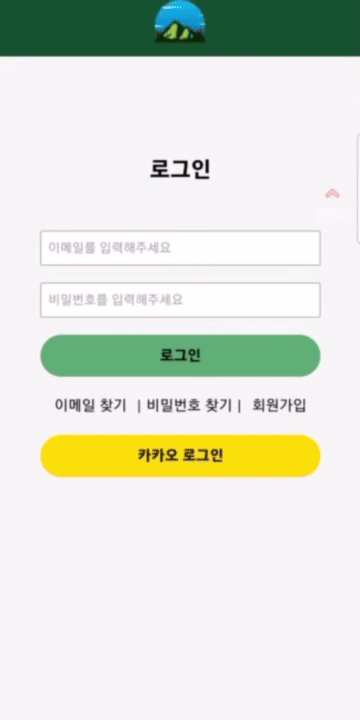 로그인
이메일를 입력해주세요
비밀번호를 입력해주세요
로그인
이메일 찾기 | 비밀번호 찾기 | 회원가입
카카오 로그인